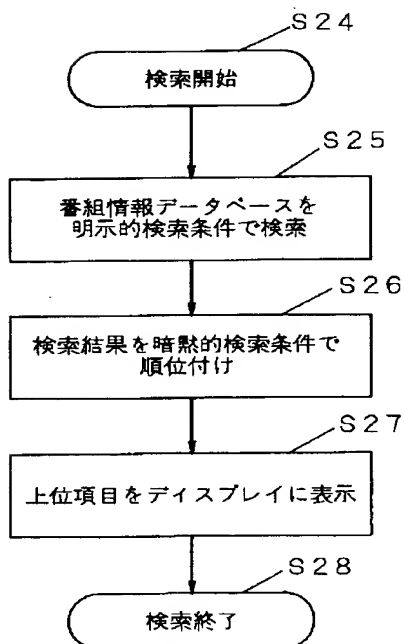 S24
検索開始
S25
番組情報データベースを
明示的検索条件で検索
S26
検索結果を暗黙的検索条件で
順位付け
S27
上位項目をディスプレイに表示
S28
検索終了